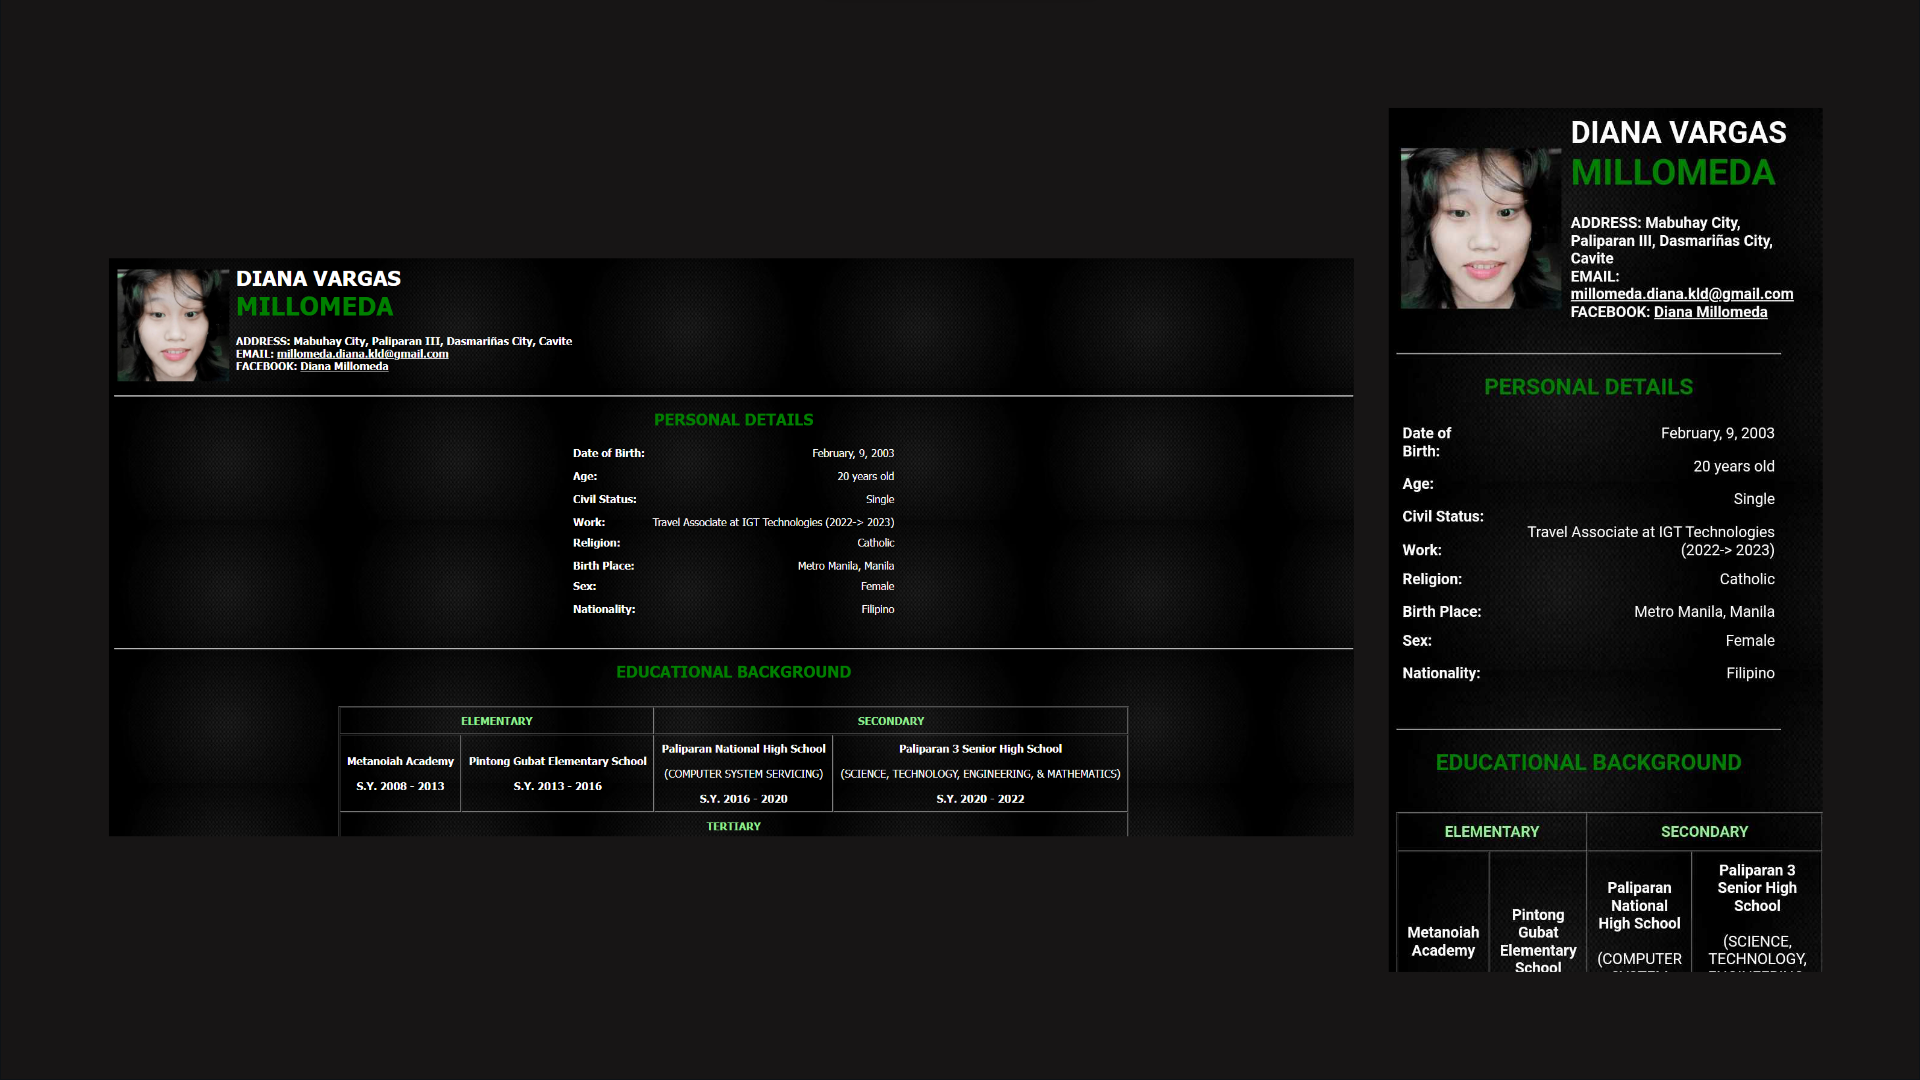 DIANA VARGAS
MILLOMEDA
ADDRESS: Mabuhay City, Paliparan III, Dasmariñas City, Cavite
EMAIL: millomeda.diana.kld@gmail.com
FACEBOOK: Diana Millomeda
PERSONAL DETAILS
Date of Birth: February, 9, 2003
Age: 20 years old
Civil Status: Single
Work: Travel Associate at IGT Technologies (2022-> 2023)
Religion: Catholic
Birth Place: Metro Manila, Manila
Sex: Female
Nationality: Filipino
EDUCATIONAL BACKGROUND
ELEMENTARY SECONDARY
Metanoiah Academy
S.Y. 2008 - 2013
Pintong Gubat Elementary School
S.Y. 2013 - 2016
Paliparan National High School
(COMPUTER SYSTEM SERVICING)
S.Y. 2016 - 2020
Paliparan 3 Senior High School
(SCIENCE, TECHNOLOGY, ENGINEERING, & MATHEMATICS)
S.Y. 2020 - 2022
TERTIARY
DIANA VARGAS
MILLOMEDA
ADDRESS: Mabuhay City,
Paliparan III, Dasmariñas City,
Cavite
EMAIL:
millomeda.diana.kld@gmail.com
FACEBOOK: Diana Millomeda
PERSONAL DETAILS
Date of
Birth:
February, 9, 2003
Age:
20 years old
Civil Status:
Single
Work:
Travel Associate at IGT Technologies
(2022-> 2023)
Religion: Catholic
Birth Place: Metro Manila, Manila
Sex: Female
Nationality: Filipino
EDUCATIONAL BACKGROUND
ELEMENTARY SECONDARY
Metanoiah
Academy
Pintong
Gubat
Elementary
School
Paliparan
National
High School
(COMPUTER
Paliparan 3
Senior High
School
(SCIENCE,
TECHNOLOGY,